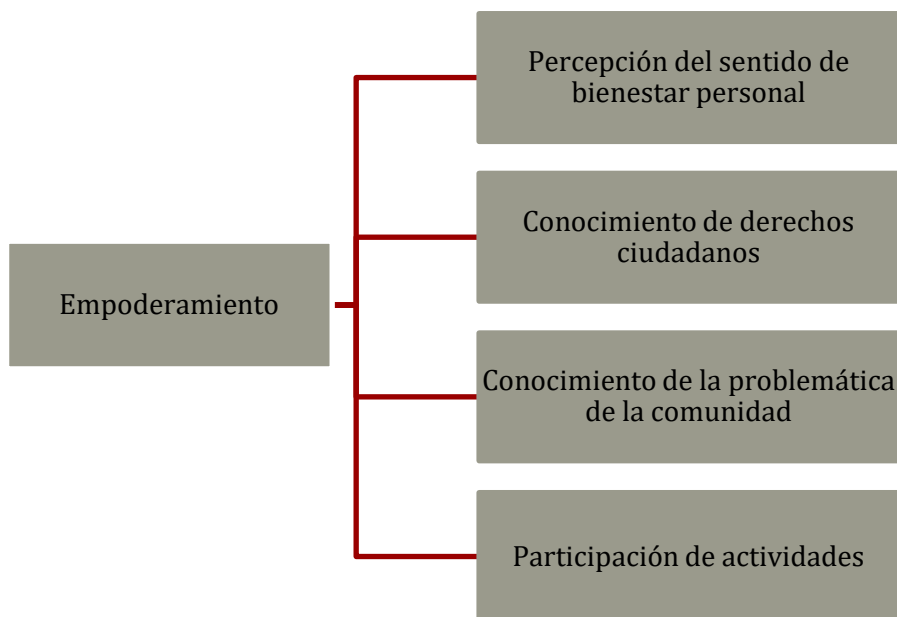 Percepción del sentido de
bienestar personal
Conocimiento de derechos
ciudadanos
Empoderamiento
Conocimiento de la problemática
de la comunidad
Participación de actividades